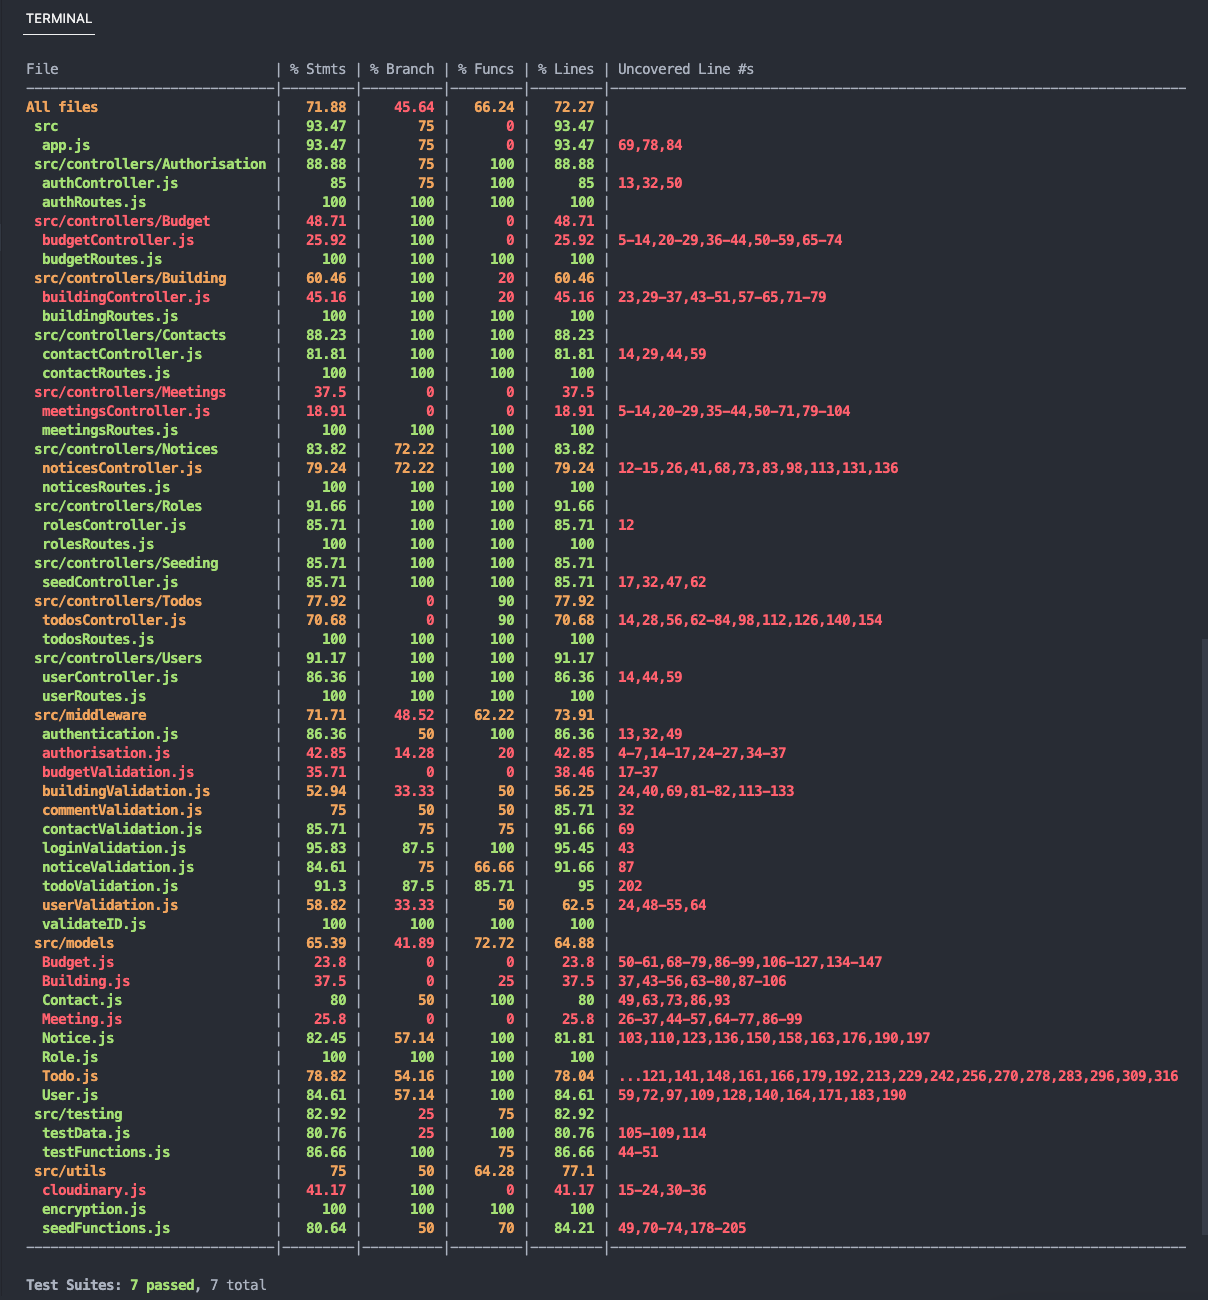 TERMINAL
File | % Stmts | % Branch | % Funcs | % Lines | Uncovered Line #s
All files | 71.88 | 45.64 | 66.24 | 72.27 |
src | 93.47 | 75 | 0 | 93.47 |
app.js | 93.47 | 75 | 0 | 93.47 | 69,78,84
src/controllers/Authorisation | 88.88 | 75 | 100 | 88.88 |
authController.js | 85 | 75 | 100 | 85 | 13,32,50
authRoutes.js | 100 | 100 | 100 | 100 |
src/controllers/Budget | 48.71 | 100 | 0 | 48.71 |
budgetController.js | 25.92 | 100 | 0 | 25.92 | 5-14,20-29,36-44,50-59,65-74
budgetRoutes.js | 100 | 100 | 100 | 100 |
src/controllers/Building | 60.46 | 100 | 20 | 60.46 |
buildingController.js | 45.16 | 100 | 20 | 45.16 | 23,29-37,43-51,57-65,71-79
buildingRoutes.js | 100 | 100 | 100 | 100 |
src/controllers/Contacts | 88.23 | 100 | 100 | 88.23 |
contactController.js | 81.81 | 100 | 100 | 81.81 | 14,29,44,59
contactRoutes.js | 100 | 100 | 100 | 100 |
src/controllers/Meetings | 37.5 | 0 | 0 | 37.5 |
meetingsController.js | 18.91 | 0 | 0 | 18.91 | 5-14,20-29,35-44,50-71,79-104
meetingsRoutes.js | 100 | 100 | 100 | 100 |
src/controllers/Notices | 83.82 | 72.22 | 100 | 83.82 |
noticesController.js | 79.24 | 72.22 | 100 | 79.24 | 12-15,26,41,68,73,83,98,113,131,136
noticesRoutes.js | 100 | 100 | 100 | 100 |
src/controllers/Roles | 91.66 | 100 | 100 | 91.66 |
rolesController.js | 85.71 | 100 | 100 | 85.71 | 12
rolesRoutes.js | 100 | 100 | 100 | 100 |
src/controllers/Seeding | 85.71 | 100 | 100 | 85.71 |
seedController.js | 85.71 | 100 | 100 | 85.71 | 17,32,47,62
src/controllers/Todos | 77.92 | 0 | 90 | 77.92 |
todosController.js | 70.68 | 0 | 90 | 70.68 | 14,28,56,62-84,98,112,126,140,154
todosRoutes.js | 100 | 100 | 100 | 100 |
src/controllers/Users | 91.17 | 100 | 100 | 91.17 |
userController.js | 86.36 | 100 | 100 | 86.36 | 14,44,59
userRoutes.js | 100 | 100 | 100 | 100 |
src/middleware | 71.71 | 48.52 | 62.22 | 73.91 |
authentication.js | 86.36 | 50 | 100 | 86.36 | 13,32,49
authorisation.js | 42.85 | 14.28 | 20 | 42.85 | 4-7,14-17,24-27,34-37
budgetValidation.js | 35.71 | 0 | 0 | 38.46 | 17-37
buildingValidation.js | 52.94 | 33.33 | 50 | 56.25 | 24,40,69,81-82,113-133
commentValidation.js | 75 | 50 | 50 | 85.71 | 32
contactValidation.js | 85.71 | 75 | 75 | 91.66 | 69
loginValidation.js | 95.83 | 87.5 | 100 | 95.45 | 43
noticeValidation.js | 84.61 | 75 | 66.66 | 91.66 | 87
todoValidation.js | 91.3 | 87.5 | 85.71 | 95 | 202
userValidation.js | 58.82 | 33.33 | 50 | 62.5 | 24,48-55,64
validateID.js | 100 | 100 | 100 | 100 |
src/models | 65.39 | 41.89 | 72.72 | 64.88 |
Budget.js | 23.8 | 0 | 0 | 23.8 | 50-61,68-79,86-99,106-127,134-147
Building.js | 37.5 | 0 | 25 | 37.5 | 37,43-56,63-80,87-106
Contact.js | 80 | 50 | 100 | 80 | 49,63,73,86,93
Meeting.js | 25.8 | 0 | 0 | 25.8 | 26-37,44-57,64-77,86-99
Notice.js | 82.45 | 57.14 | 100 | 81.81 | 103,110,123,136,150,158,163,176,190,197
Role.js | 100 | 100 | 100 | 100 |
Todo.js | 78.82 | 54.16 | 100 | 78.04 | ...121,141,148,161,166,179,192,213,229,242,256,270,278,283,296,309,316
User.js | 84.61 | 57.14 | 100 | 84.61 | 59,72,97,109,128,140,164,171,183,190
src/testing | 82.92 | 25 | 75 | 82.92 |
testData.js | 80.76 | 25 | 100 | 80.76 | 105-109,114
testFunctions.js | 86.66 | 100 | 75 | 86.66 | 44-51
src/utils | 75 | 50 | 64.28 | 77.1 |
cloudinary.js | 41.17 | 100 | 0 | 41.17 | 15-24,30-36
encryption.js | 100 | 100 | 100 | 100 |
seedFunctions.js | 80.64 | 50 | 70 | 84.21 | 49,70-74,178-205
Test Suites: 7 passed, 7 total